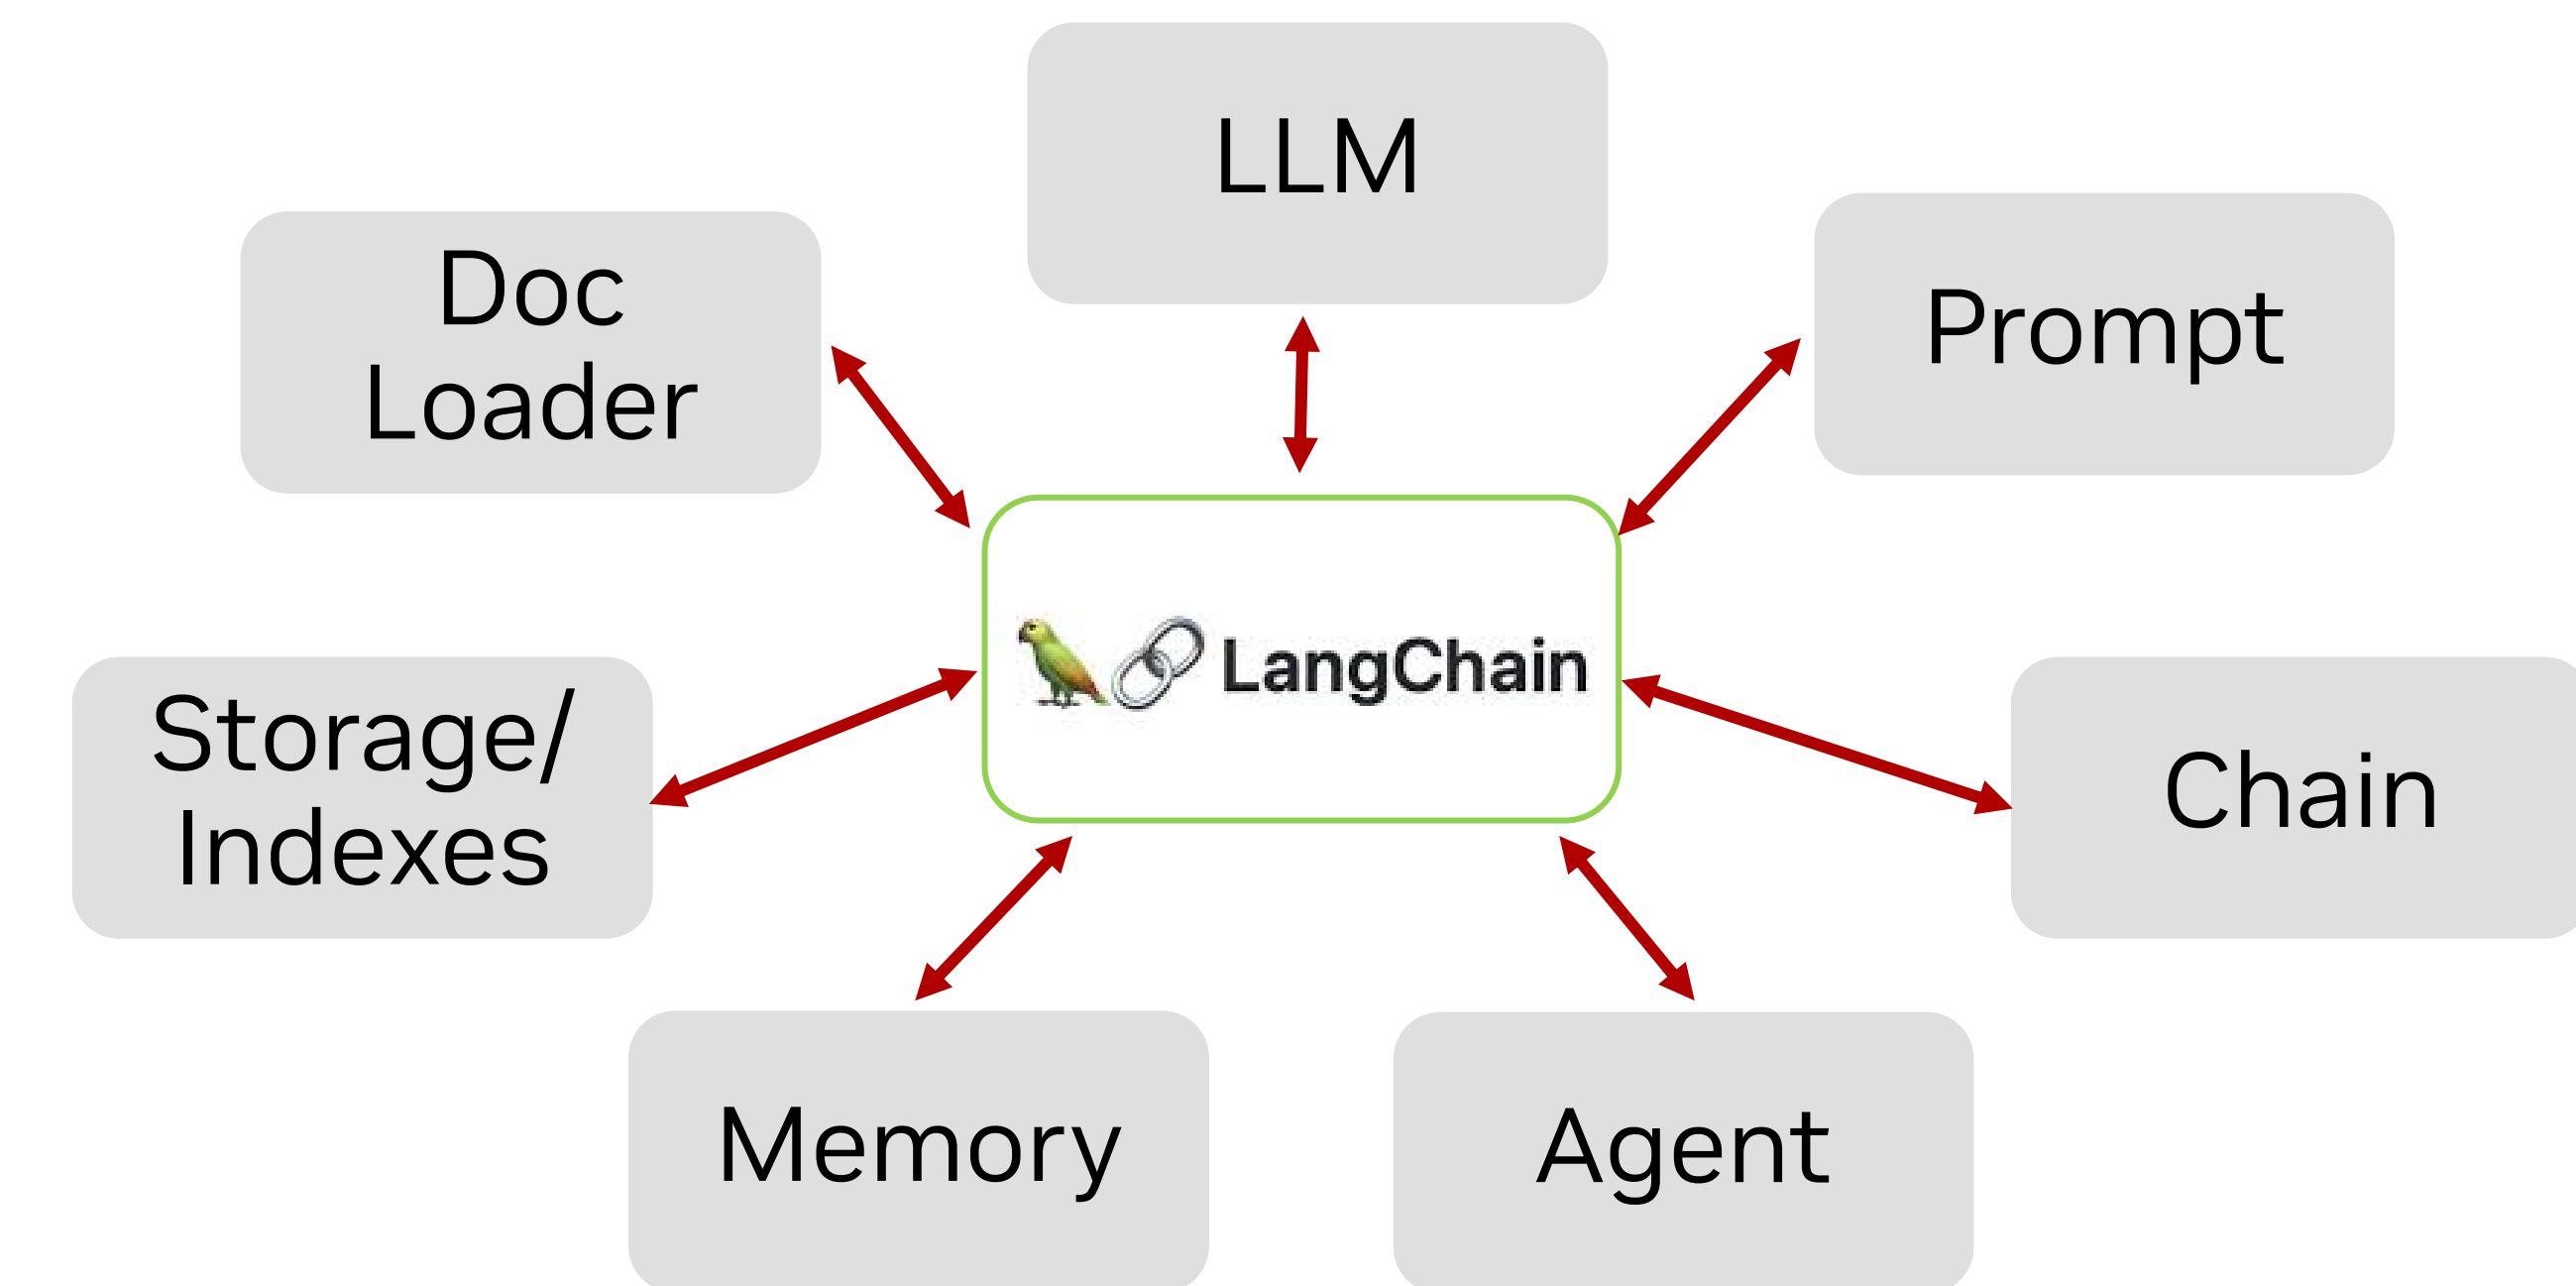 LLM
Doc
Loader
Prompt
LangChain
Storage/
Indexes
Chain
Memory
Agent